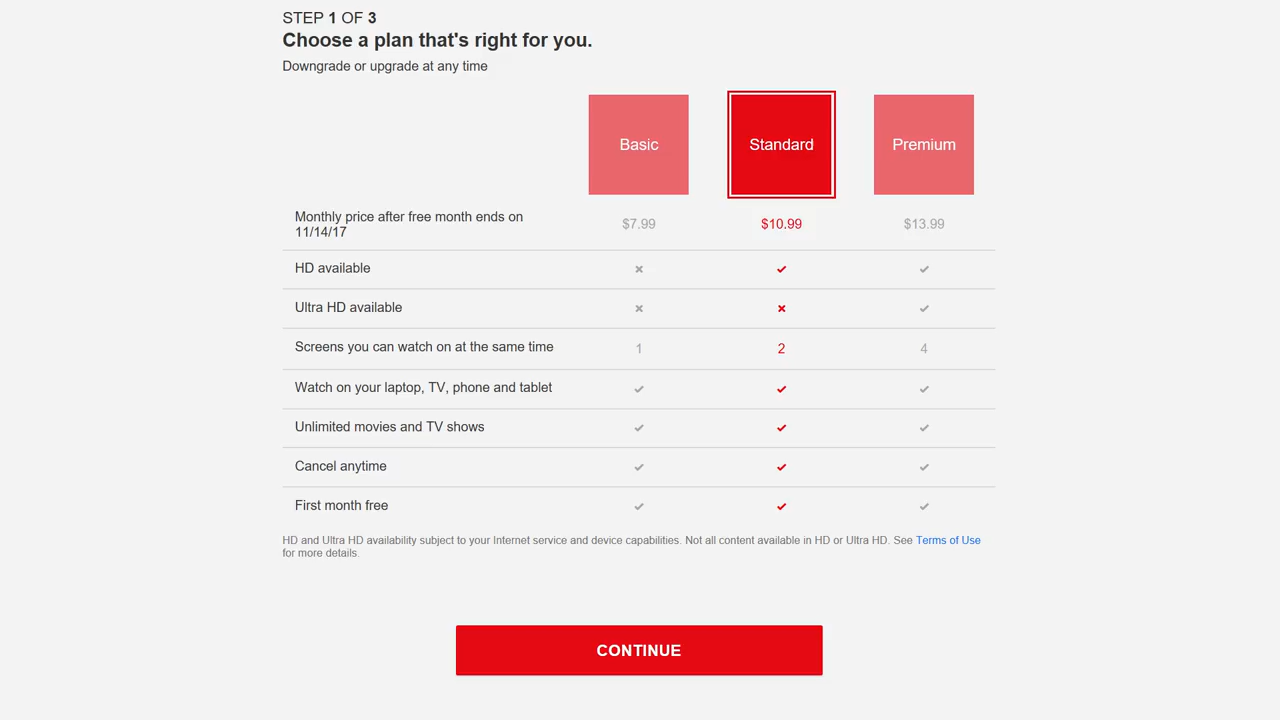 STEP 1 OF 3
Choose a plan that's right for you.
Downgrade or upgrade at any time
Basic Standard Premium
Monthly price after free month ends on
11/14/17 $7.99 $10.99 $13.99
HD available
Ultra HD available
Screens you can watch on at the same time 1 2 4
Watch on your laptop, TV, phone and tablet
Unlimited movies and TV shows
Cancel anytime
First month free
HD and Ultra HD availability subject to your Internet service and device capabilities. Not all content available in HD or Ultra HD. See Terms of Use
for more details.
CONTINUE